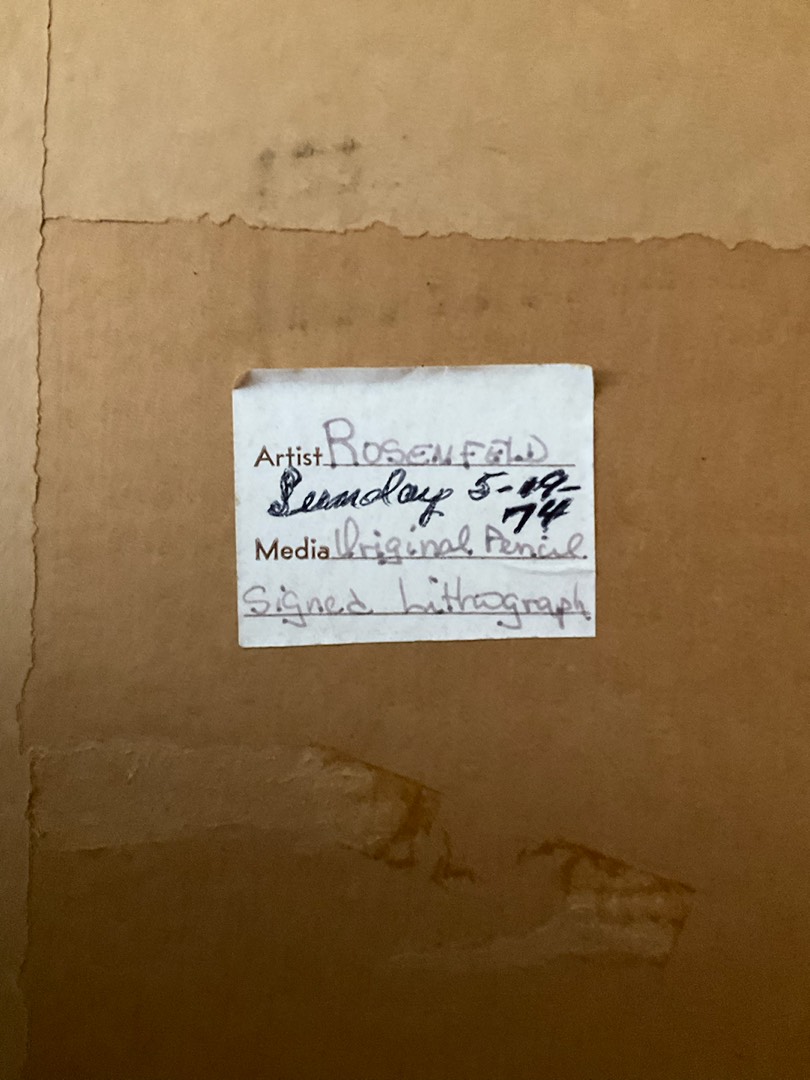 Artist ROSENFELD
Sunday 5-19-
74
Media Original Pencil
Signed Lithograph